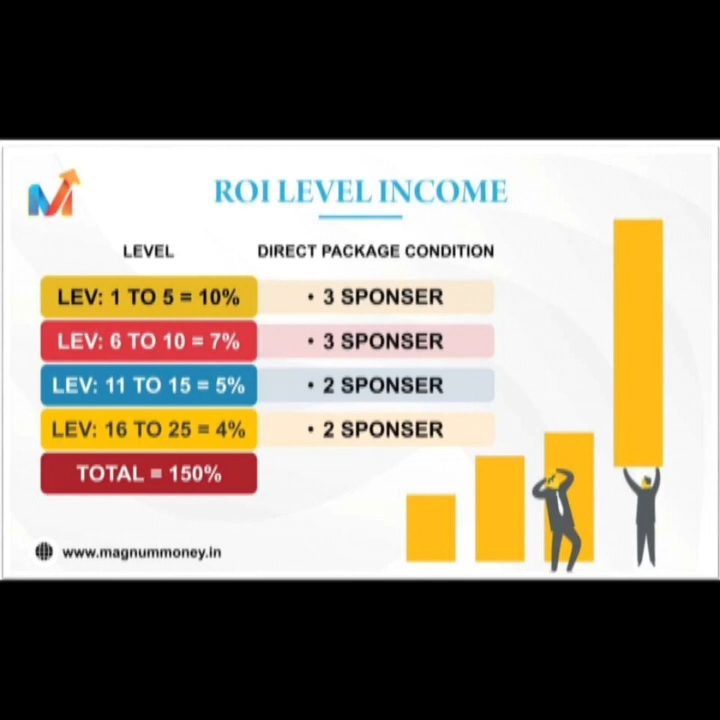 ROI LEVEL INCOME
LEVEL DIRECT PACKAGE CONDITION
LEV: 1 TO 5 = 10% • 3 SPONSER
LEV: 6 TO 10 = 7% • 3 SPONSER
LEV: 11 TO 15 = 5% • 2 SPONSER
LEV: 16 TO 25 = 4% • 2 SPONSER
TOTAL = 150%
www.magnummoney.in